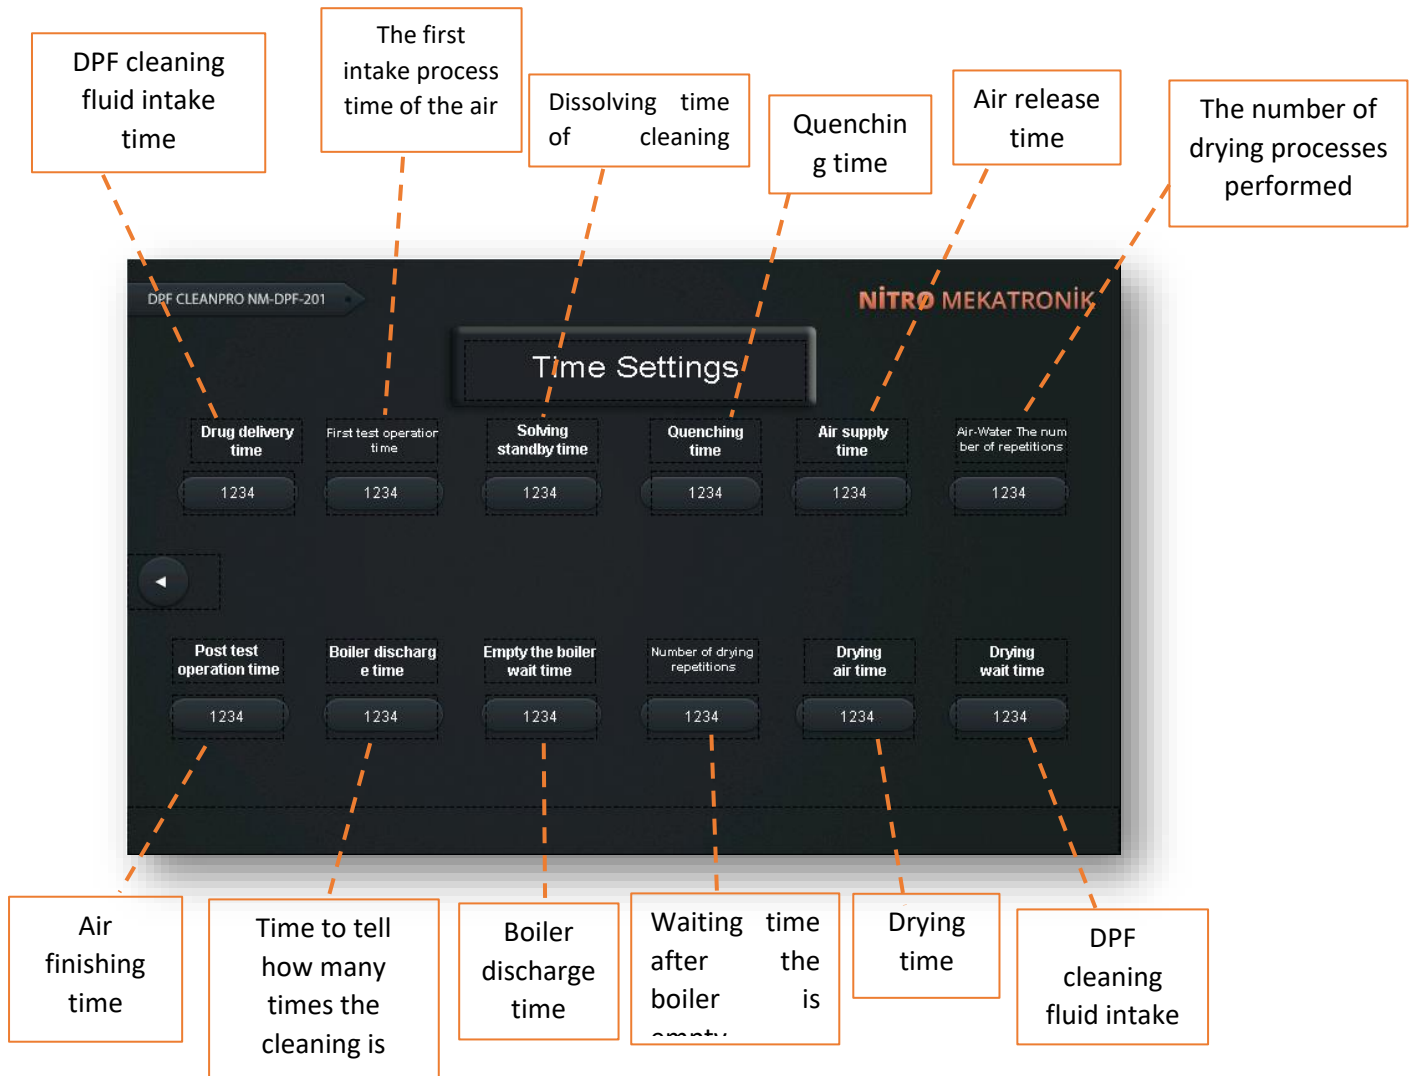 DPF cleaning
fluid intake
time
The first
intake process
time of the air
Dissolving time
of cleaning
Quenchin
g time
Air release
time
The number of
drying processes
performed
DPF CLEANPRO NM-DPF-201
NİTRØ MEKATRONİK
Time Settings
Drug delivery
time
First test operation
time
Solving
standby time
Quenching
time
Air supply
time
Air-Water The num
ber of repetitions
1234
1234
1234
1234
1234
1234
Post test
operation time
Boiler discharg
e time
Empty the boiler
wait time
Number of drying
repetitions
Drying
air time
Drying
wait time
1234
1234
1234
1234
1234
1234
Air
finishing
time
Time to tell
how many
times the
cleaning is
Boiler
discharge
time
Waiting time
after the
boiler is
empty
Drying
time
DPF
cleaning
fluid intake